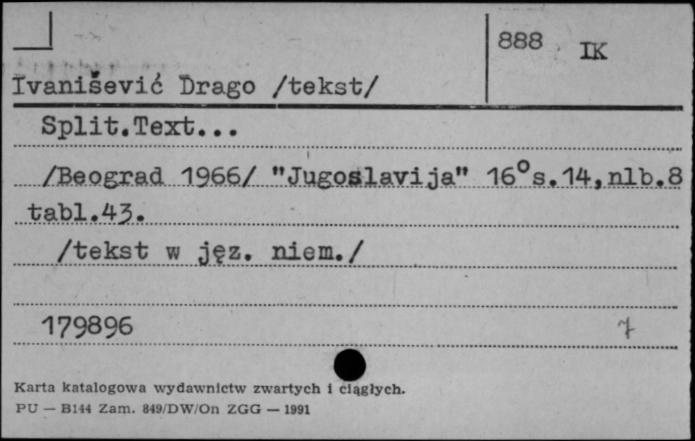 888 IK
Ivanišević Drago /tekst/
Split.Text...
/Beograd 1966/ "Jugoslavija" 16°s.14,nlb.8
tabl.43.
/tekst w jęz. niem./
179896 7
Karta katalogowa wydawnictw zwartych i ciągłych.
PU — B144 Zam. 849/DW/On ZGG — 1991